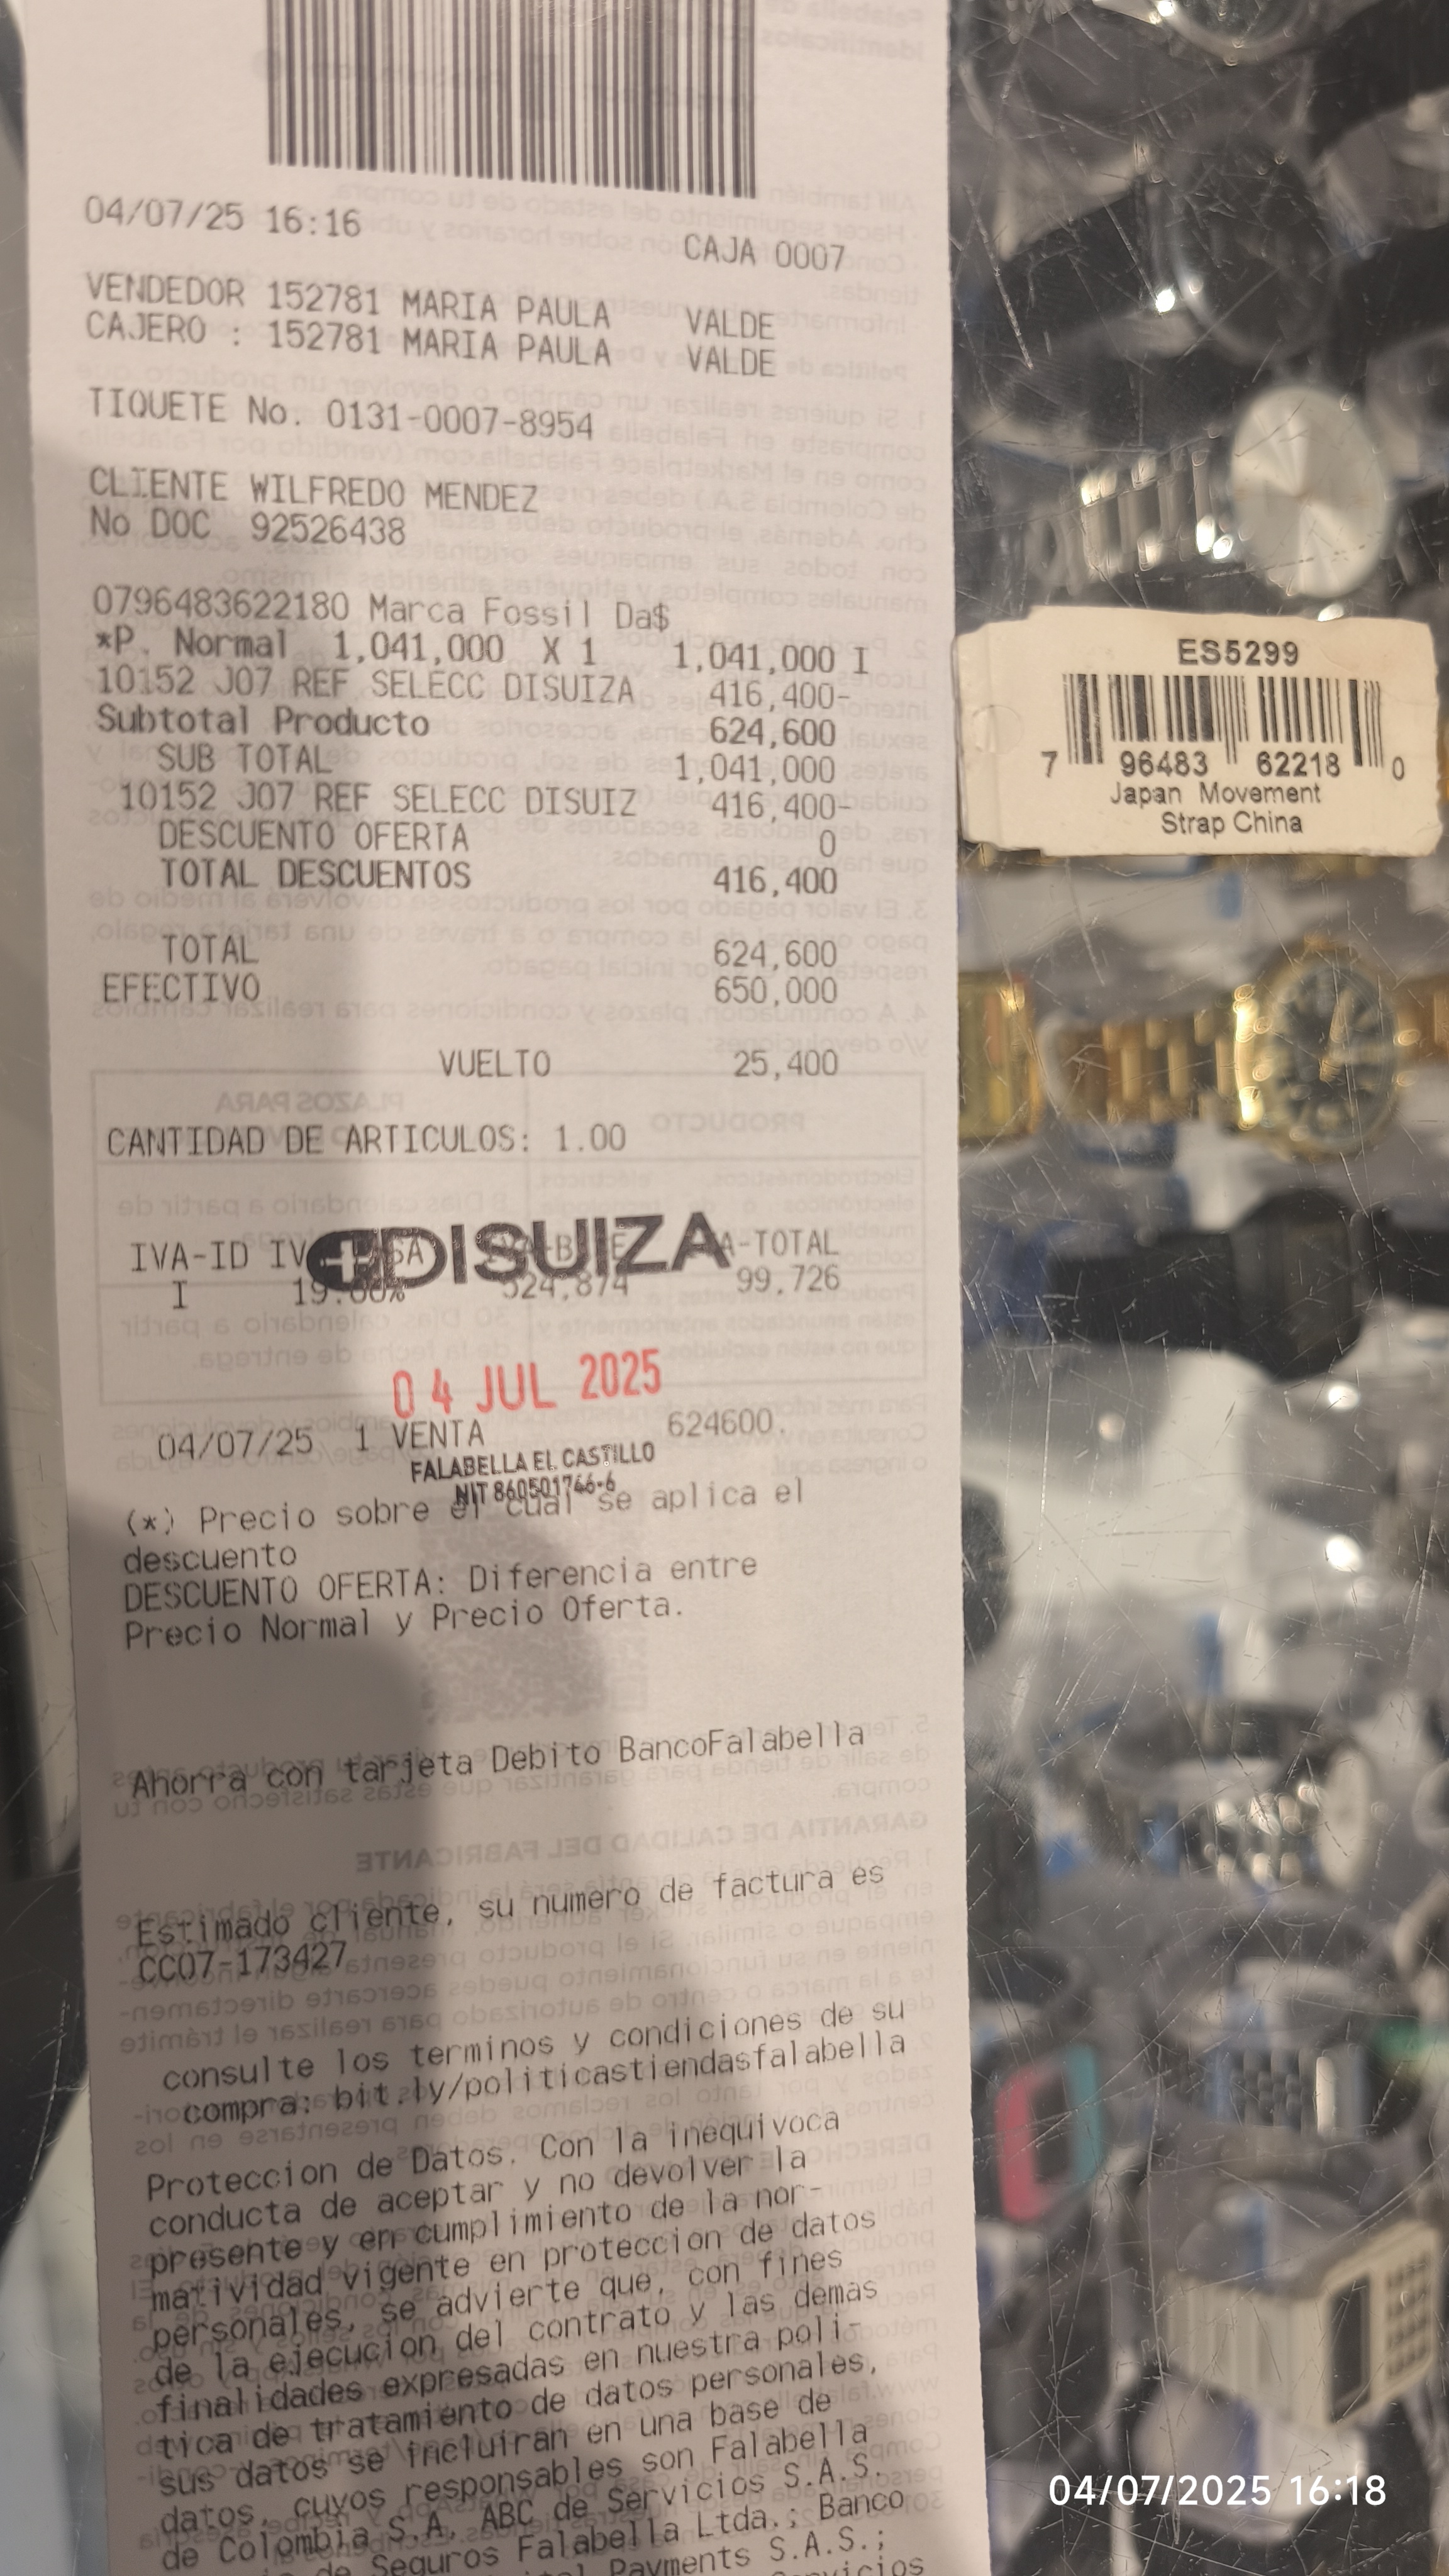 04/07/25 16:16 CAJA 0007
VENDEDOR 152781 MARIA PAULA VALDE
CAJERO : 152781 MARIA PAULA VALDE
TIQUETE No. 0131-0007-8954
CLIENTE WILFREDO MENDEZ
No DOC 92526438
0796483622180 Marca Fossil Da$
*P. Normal 1,041,000 X 1 1,041,000 I
10152 J07 REF SELECC DISUIZA 416,400-
Subtotal Producto 624,600
SUB TOTAL 1,041,000
10152 J07 REF SELECC DISUIZ 416,400-
DESCUENTO OFERTA 0
TOTAL DESCUENTOS 416,400
TOTAL 624,600
EFECTIVO 650,000
VUELTO 25,400
CANTIDAD DE ARTICULOS: 1.00
DISUIZA
IVA-ID A-TOTAL
I 19.00% 524,874 99,726
04 JUL 2025
04/07/25 1 VENTA 624600.
FALABELLA EL CASTILLO
NIT 860501746-6
(*) Precio sobre el cual se aplica el
descuento
DESCUENTO OFERTA: Diferencia entre
Precio Normal y Precio Oferta.
Ahorra con tarjeta Debito BancoFalabella
Estimado cliente, su numero de factura es
CC07-173427
consulte los terminos y condiciones de su
compra: bit.ly/politicastiendasfalabella
Proteccion de Datos. Con la inequivoca
conducta de aceptar y no devolver la
presente y en cumplimiento de la nor-
matividad vigente en proteccion de datos
personales, se advierte que, con fines
de la ejecucion del contrato y las demas
finalidades expresadas en nuestra poli-
tica de tratamiento de datos personales,
sus datos se incluiran en una base de
datos, cuyos responsables son Falabella
de Colombia S.A, ABC de Servicios S.A.S.
de Seguros Falabella Ltda.; Banco
Payments S.A.S.;
ES5299
7 96483 62218 0
Japan Movement
Strap China
04/07/2025 16:18